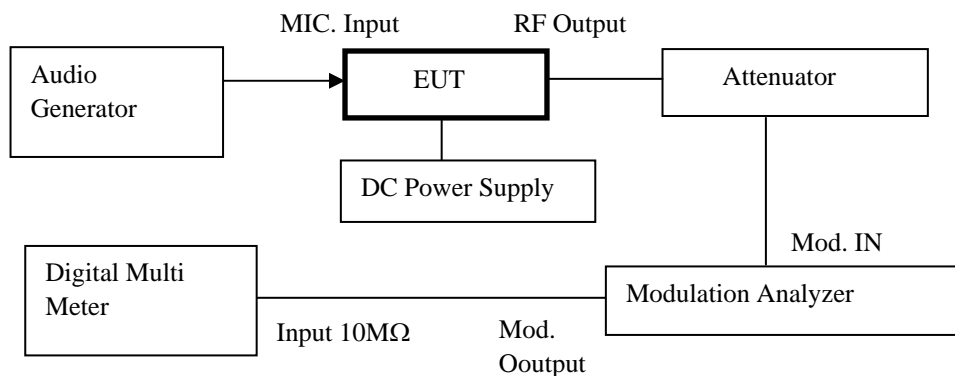 MIC. Input
RF Output
Audio
Generator
EUT
Attenuator
DC Power Supply
Mod. IN
Digital Multi
Meter
Modulation Analyzer
Input 10MΩ
Mod.
Ooutput